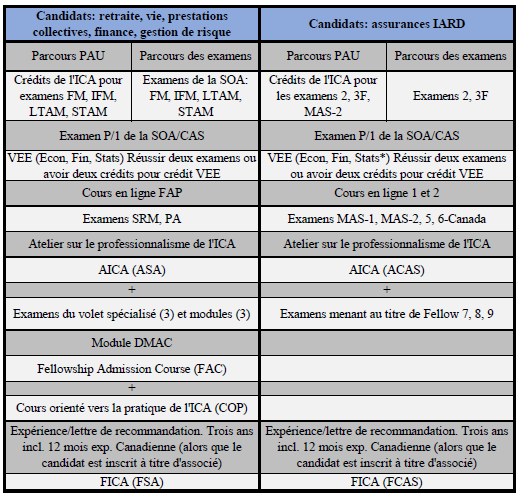 Candidats: retraite, vie, prestations
collectives, finance, gestion de risque
Candidats: assurances IARD
Parcours PAU
Parcours des examens
Parcours PAU
Parcours des examens
Crédits de l'ICA pour
examens FM, IFM,
LTAM, STAM
Examens de la SOA:
FM, IFM, LTAM,
STAM
Crédits de l'ICA pour
les examens 2, 3F,
MAS-2
Examens 2, 3F
Examen P/1 de la SOA/CAS
Examen P/1 de la SOA/CAS
VEE (Econ, Fin, Stats) Réussir deux examens ou
avoir deux crédits pour crédit VEE
VEE (Econ, Fin, Stats*) Réussir deux examens
ou avoir deux crédits pour crédit VEE
Cours en ligne FAP
Cours en ligne 1 et 2
Examens SRM, PA
Examens MAS-1, MAS-2, 5, 6-Canada
Atelier sur le professionnalisme de l'ICA
Atelier sur le professionnalisme de l'ICA
AICA (ASA)
AICA (ACAS)
+
+
Examens du volet spécialisé (3) et modules (3)
Examens menant au titre de Fellow 7, 8, 9
Module DMAC
Fellowship Admission Course (FAC)
+
Cours orienté vers la pratique de l'ICA (COP)
Expérience/lettre de recommandation. Trois ans
incl. 12 mois exp. Canadienne (alors que le
candidat est inscrit à titre d'associé)
Expérience/lettre de recommandation. Trois ans
incl. 12 mois exp. Canadienne (alors que le
candidat est inscrit à titre d'associé)
FICA (FSA)
FICA (FCAS)